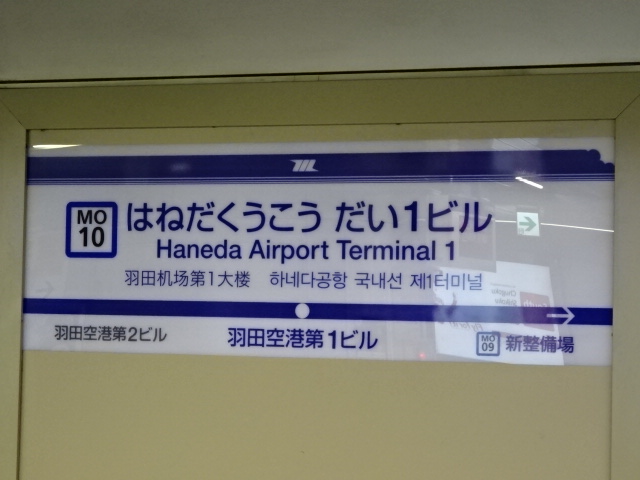 MO
10
はねだくうこう だい1ビル
Haneda Airport Terminal 1
羽田机场第1大楼 하네다공항 국내선 제1터미널
羽田空港第2ビル 羽田空港第1ビル MO 09 新整備場